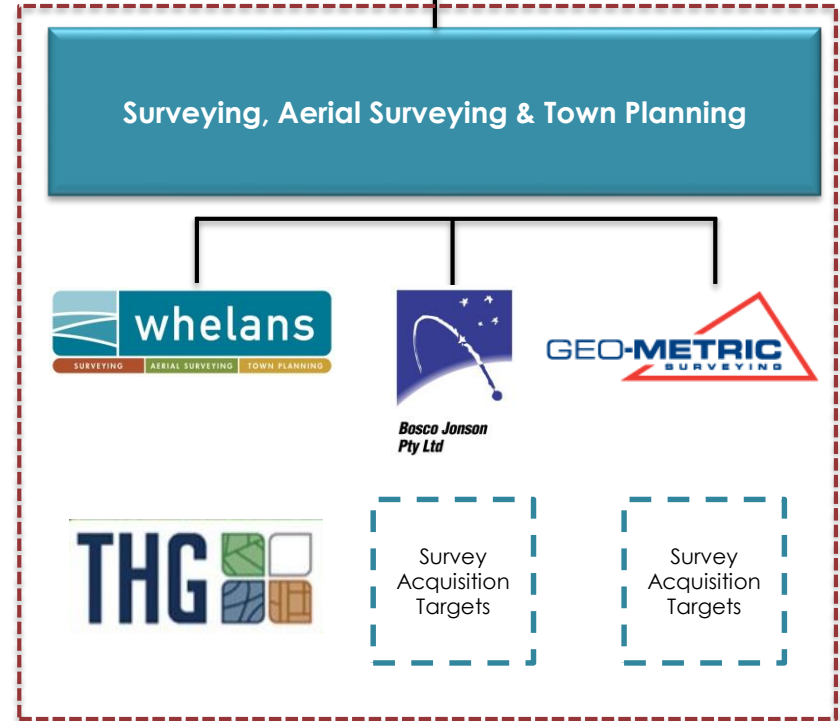 Surveying, Aerial Surveying & Town Planning
whelans
SURVEYING AERIAL SURVEYING TOWN PLANNING
Bosco Jonson
Pty Ltd
GEO-METRIC
SURVEYING
THG
Survey
Acquisition
Targets
Survey
Acquisition
Targets